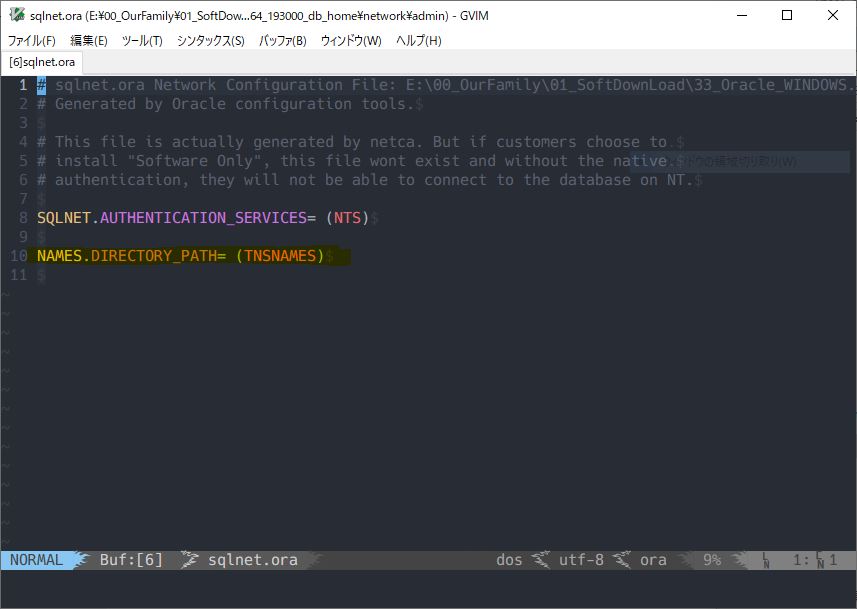 sqlnet.ora (E:¥00_OurFamily¥01_SoftDow...64_193000_db_home¥network¥admin) - GVIM
ファイル(F) 編集(E) ツール(T) シンタックス(S) バッファ(B) ウィンドウ(W) ヘルプ(H)
[6]sqlnet.ora
1 # sqlnet.ora Network Configuration File: E:\00_OurFamily\01_SoftDownLoad\33_Oracle_WINDOWS.
2 # Generated by Oracle configuration tools.$
3 $
4 # This file is actually generated by netca. But if customers choose to $
5 # install "Software Only", this file wont exist and without the native $
ドウの領域切り取り(W)
6 # authentication, they will not be able to connect to the database on NT.$
7 $
8 SQLNET.AUTHENTICATION_SERVICES= (NTS)$
9 $
10 NAMES.DIRECTORY_PATH= (TNSNAMES)$
11 $
~
~
~
~
~
~
~
~
~
~
~
~
~
~
NORMAL Buf:[6] sqlnet.ora dos utf-8 ora 9% LN 1: CN 1